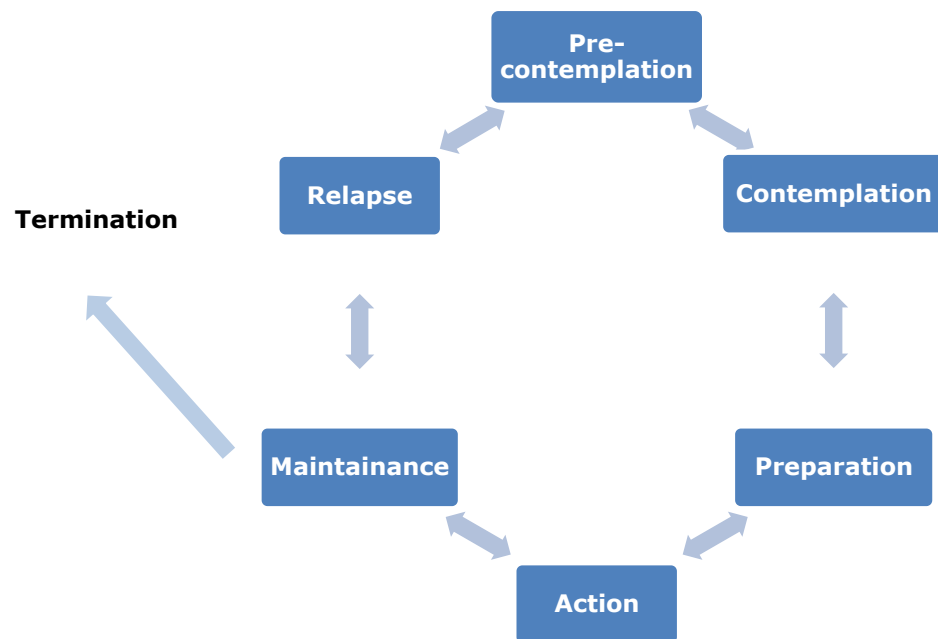 Pre-
contemplation
Relapse
Contemplation
Termination
Maintainance
Preparation
Action